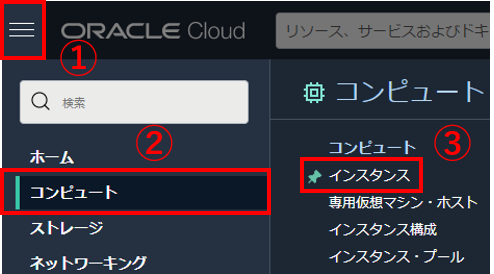 ORACLE Cloud
リソース、サービスおよびドキ
①
検索
②
ホーム
コンピュート
ストレージ
ネットワーキング
コンピュート
コンピュート
③
インスタンス
専用仮想マシン・ホスト
インスタンス構成
インスタンス・プール